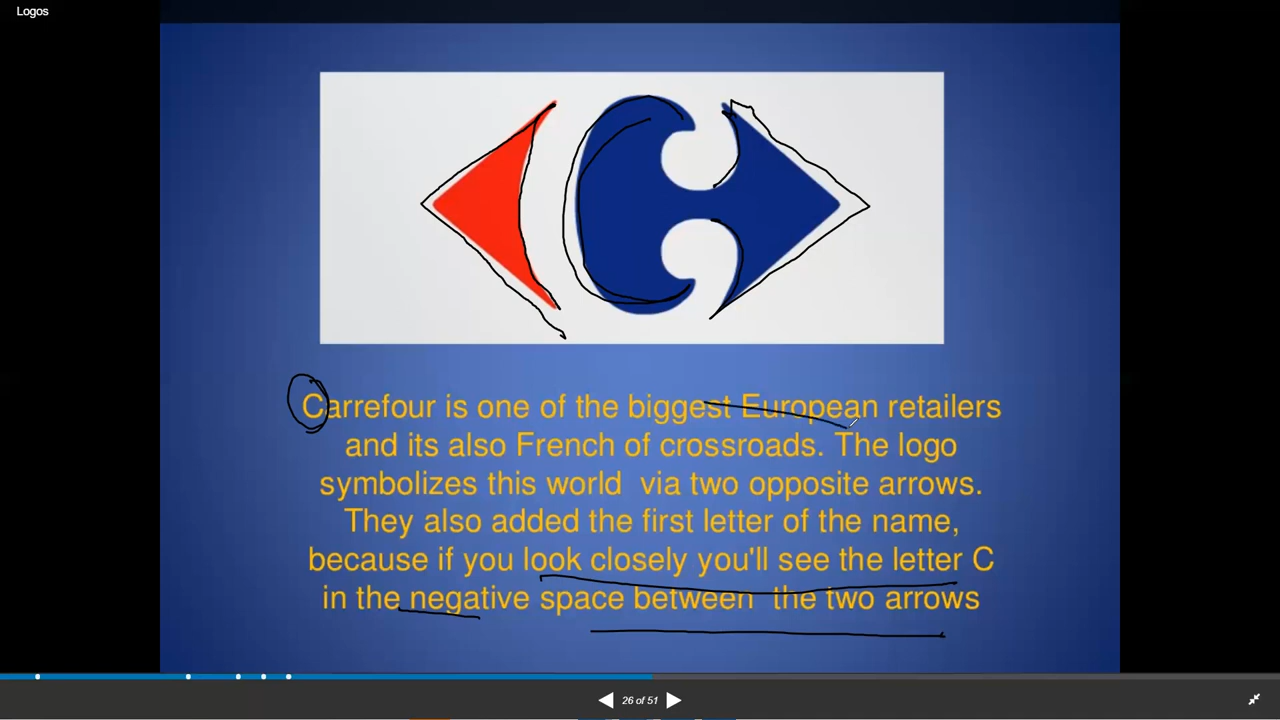 Logos
Carrefour is one of the biggest European retailers
and its also French of crossroads. The logo
symbolizes this world via two opposite arrows.
They also added the first letter of the name,
because if you look closely you'll see the letter C
in the negative space between the two arrows
26 of 51